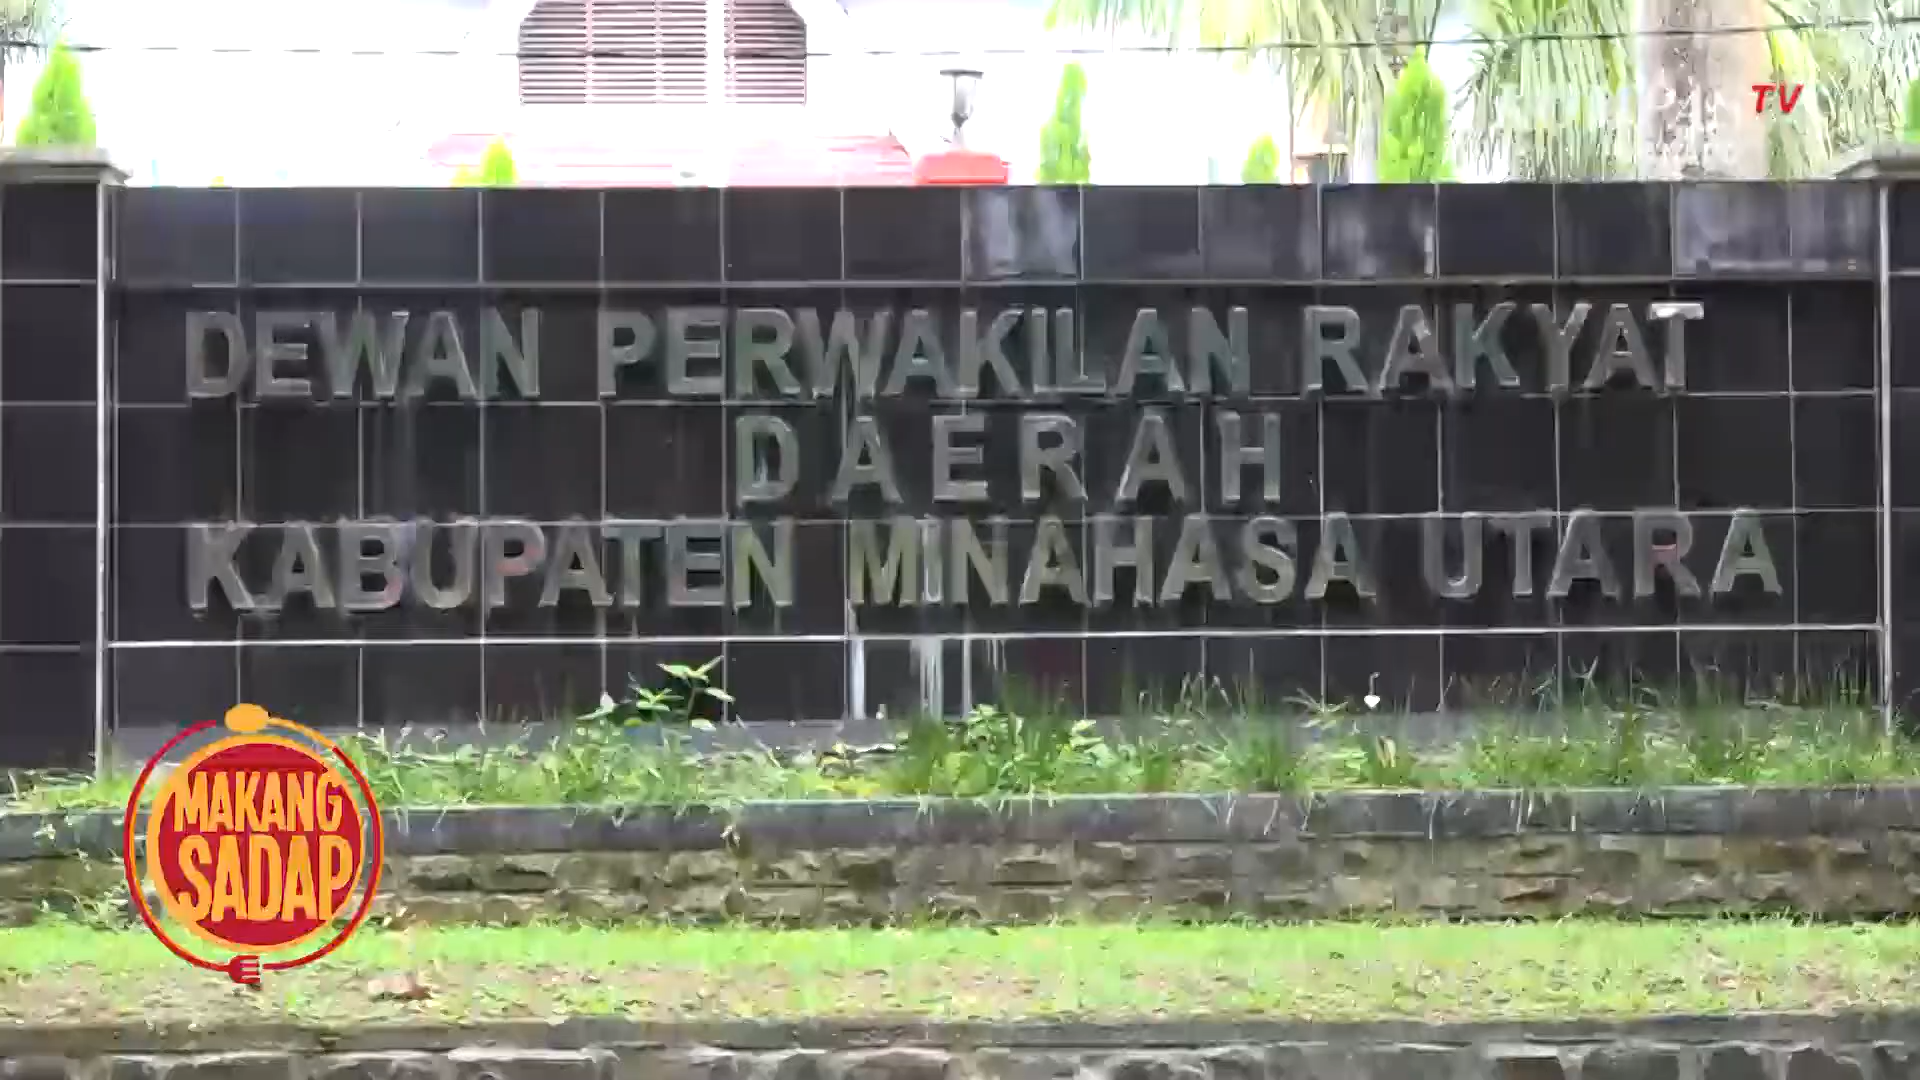 TV
DEWAN PERWAKILAN RAKYAT
DAERAH
KABUPATEN MINAHASA UTARA
MAKANG
SADAP